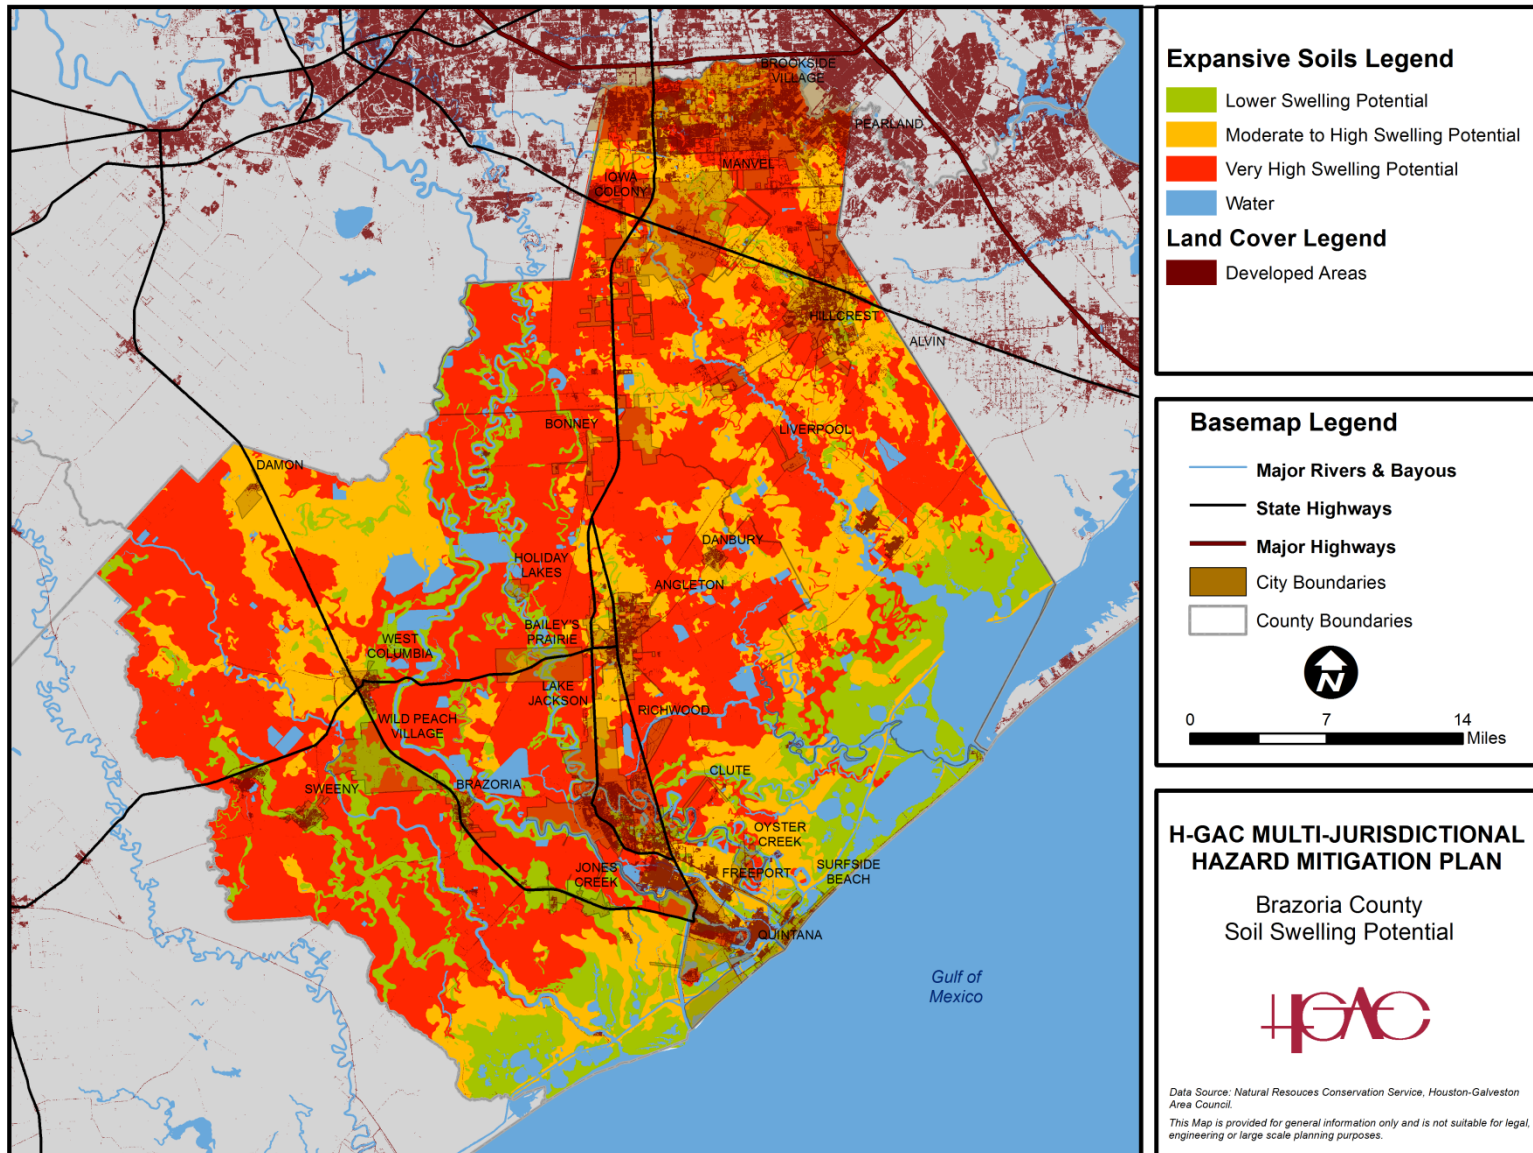 BROOKSIDE
VILLAGE
PEARLAND
MANVEL
IOWA
COLONY
HILLCREST
ALVIN
BONNEY
LIVERPOOL
DAMON
DANBURY
HOLIDAY
LAKES
ANGLETON
BAILEY'S
PRAIRIE
WEST
COLUMBIA
LAKE
JACKSON
RICHWOOD
WILD PEACH
VILLAGE
CLUTE
SWEENY
BRAZORIA
OYSTER
CREEK
SURFSIDE
BEACH
JONES
CREEK
FREEPORT
QUINTANA
Gulf of
Mexico
Expansive Soils Legend
Lower Swelling Potential
Moderate to High Swelling Potential
Very High Swelling Potential
Water
Land Cover Legend
Developed Areas
Basemap Legend
Major Rivers & Bayous
State Highways
Major Highways
City Boundaries
County Boundaries
N
0 7 14
Miles
H-GAC MULTI-JURISDICTIONAL
HAZARD MITIGATION PLAN
Brazoria County
Soil Swelling Potential
HGAC
Data Source: Natural Resouces Conservation Service, Houston-Galveston
Area Council.
This Map is provided for general information only and is not suitable for legal,
engineering or large scale planning purposes.